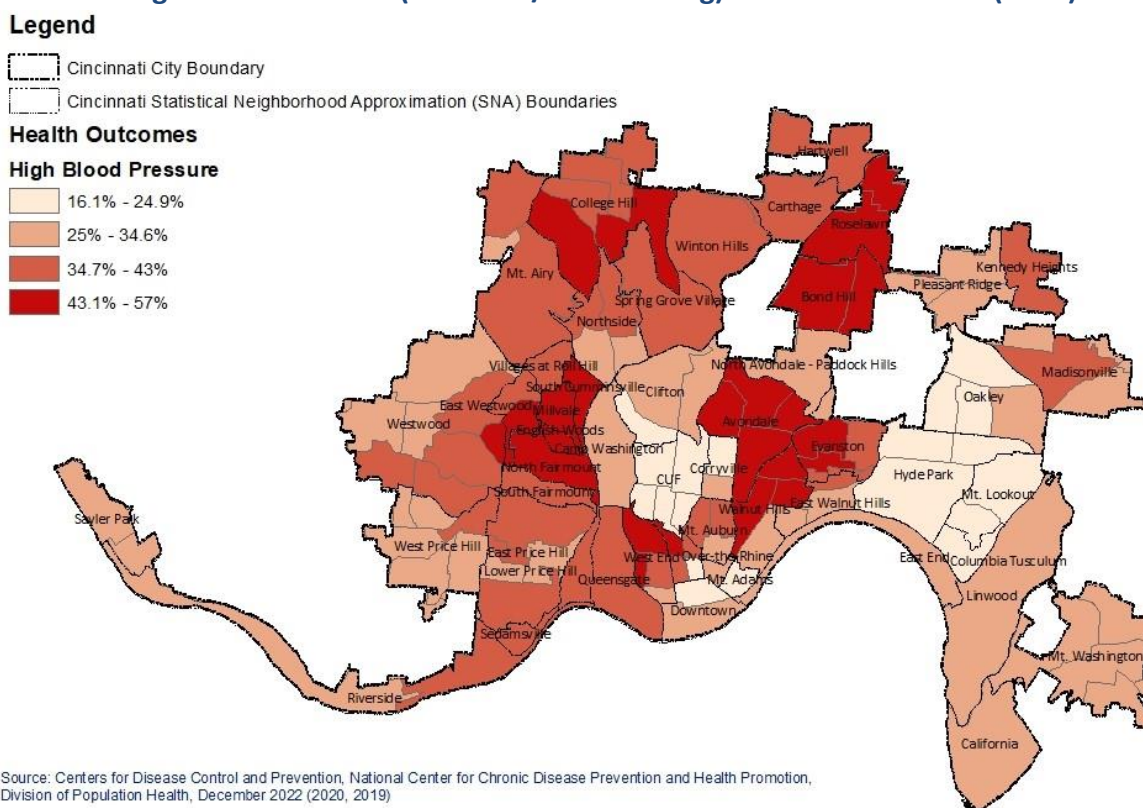 Legend
Cincinnati City Boundary
Cincinnati Statistical Neighborhood Approximation (SNA) Boundaries
Health Outcomes
High Blood Pressure
16.1% - 24.9%
25% - 34.6%
34.7% - 43%
43.1% - 57%
Hartwell
College Hill
Carthage
Roselawn
Winton Hills
Mt. Airy
Kennedy Heights
Pleasant Ridge
Spring Grove Village
Bond Hill
Northside
Villages at Roll Hill
North Avondale - Paddock Hills
Madisonville
South Cumminsville
Clifton
Oakley
East Westwood
Millvale
Westwood
Avondale
English Woods
Camp Washington
Evanston
North Fairmount
Corryville
Hyde Park
CUF
South Fairmount
Mt. Lookout
Walnut Hills
East Walnut Hills
Sayler Park
Mt. Auburn
West Price Hill
East Price Hill
West End
Over-the-Rhine
East End
Columbia Tusculum
Lower Price Hill
Queensgate
Mt. Adams
Linwood
Downtown
Sedamsville
Mt. Washington
Riverside
California
Source: Centers for Disease Control and Prevention, National Center for Chronic Disease Prevention and Health Promotion,
Division of Population Health, December 2022 (2020, 2019)